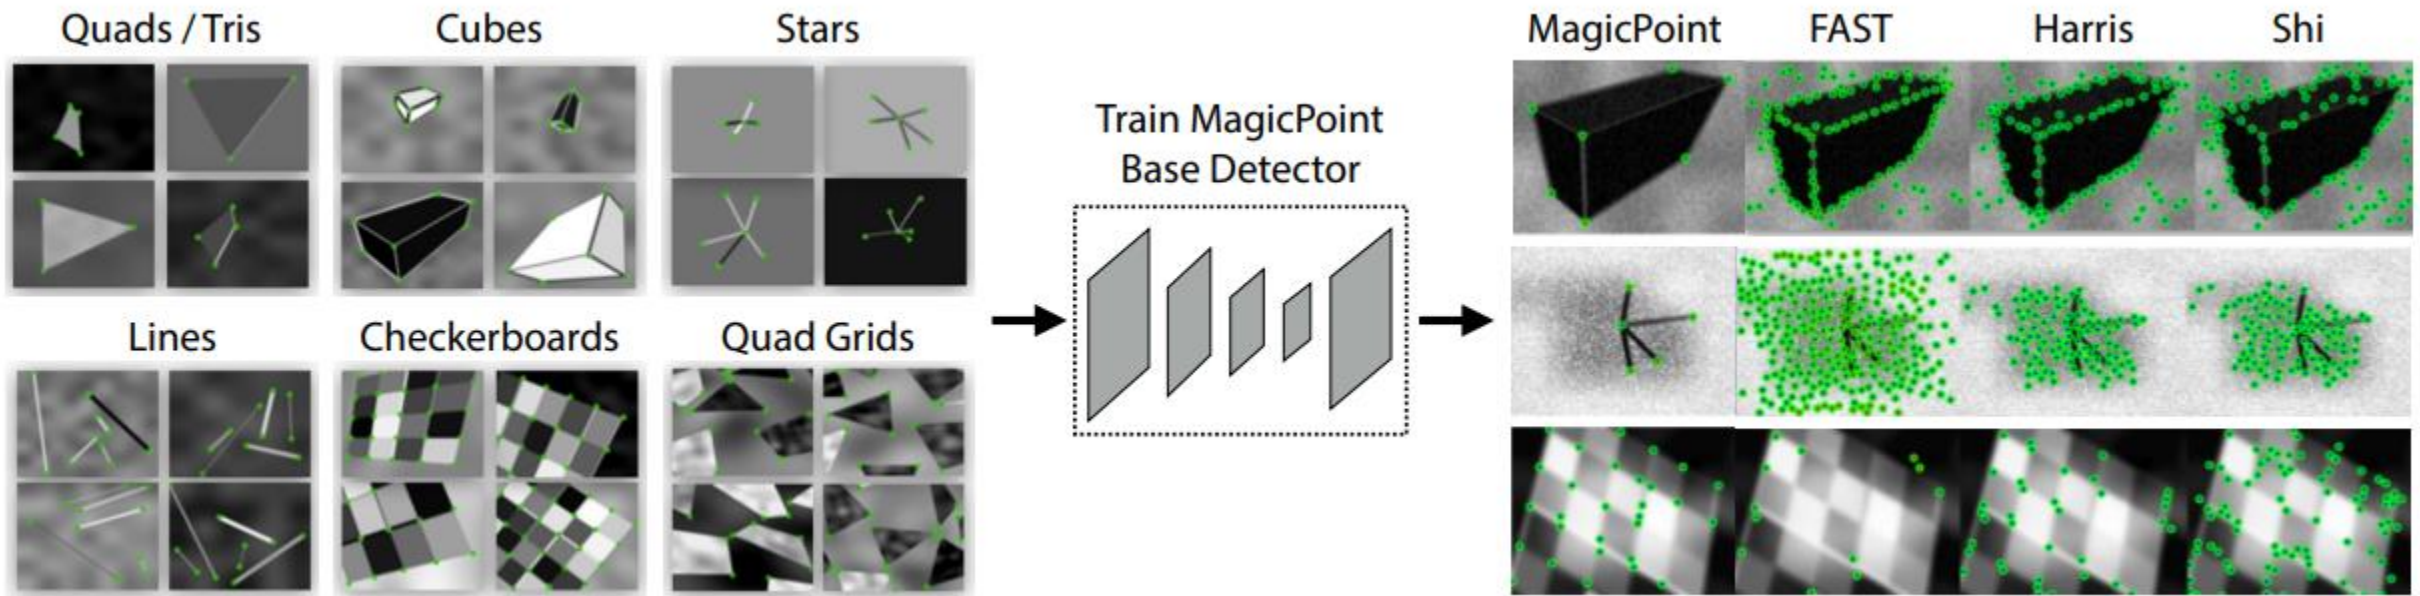 Quads / Tris
Cubes
Stars
Lines
Checkerboards
Quad Grids
Train MagicPoint
Base Detector
MagicPoint
FAST
Harris
Shi